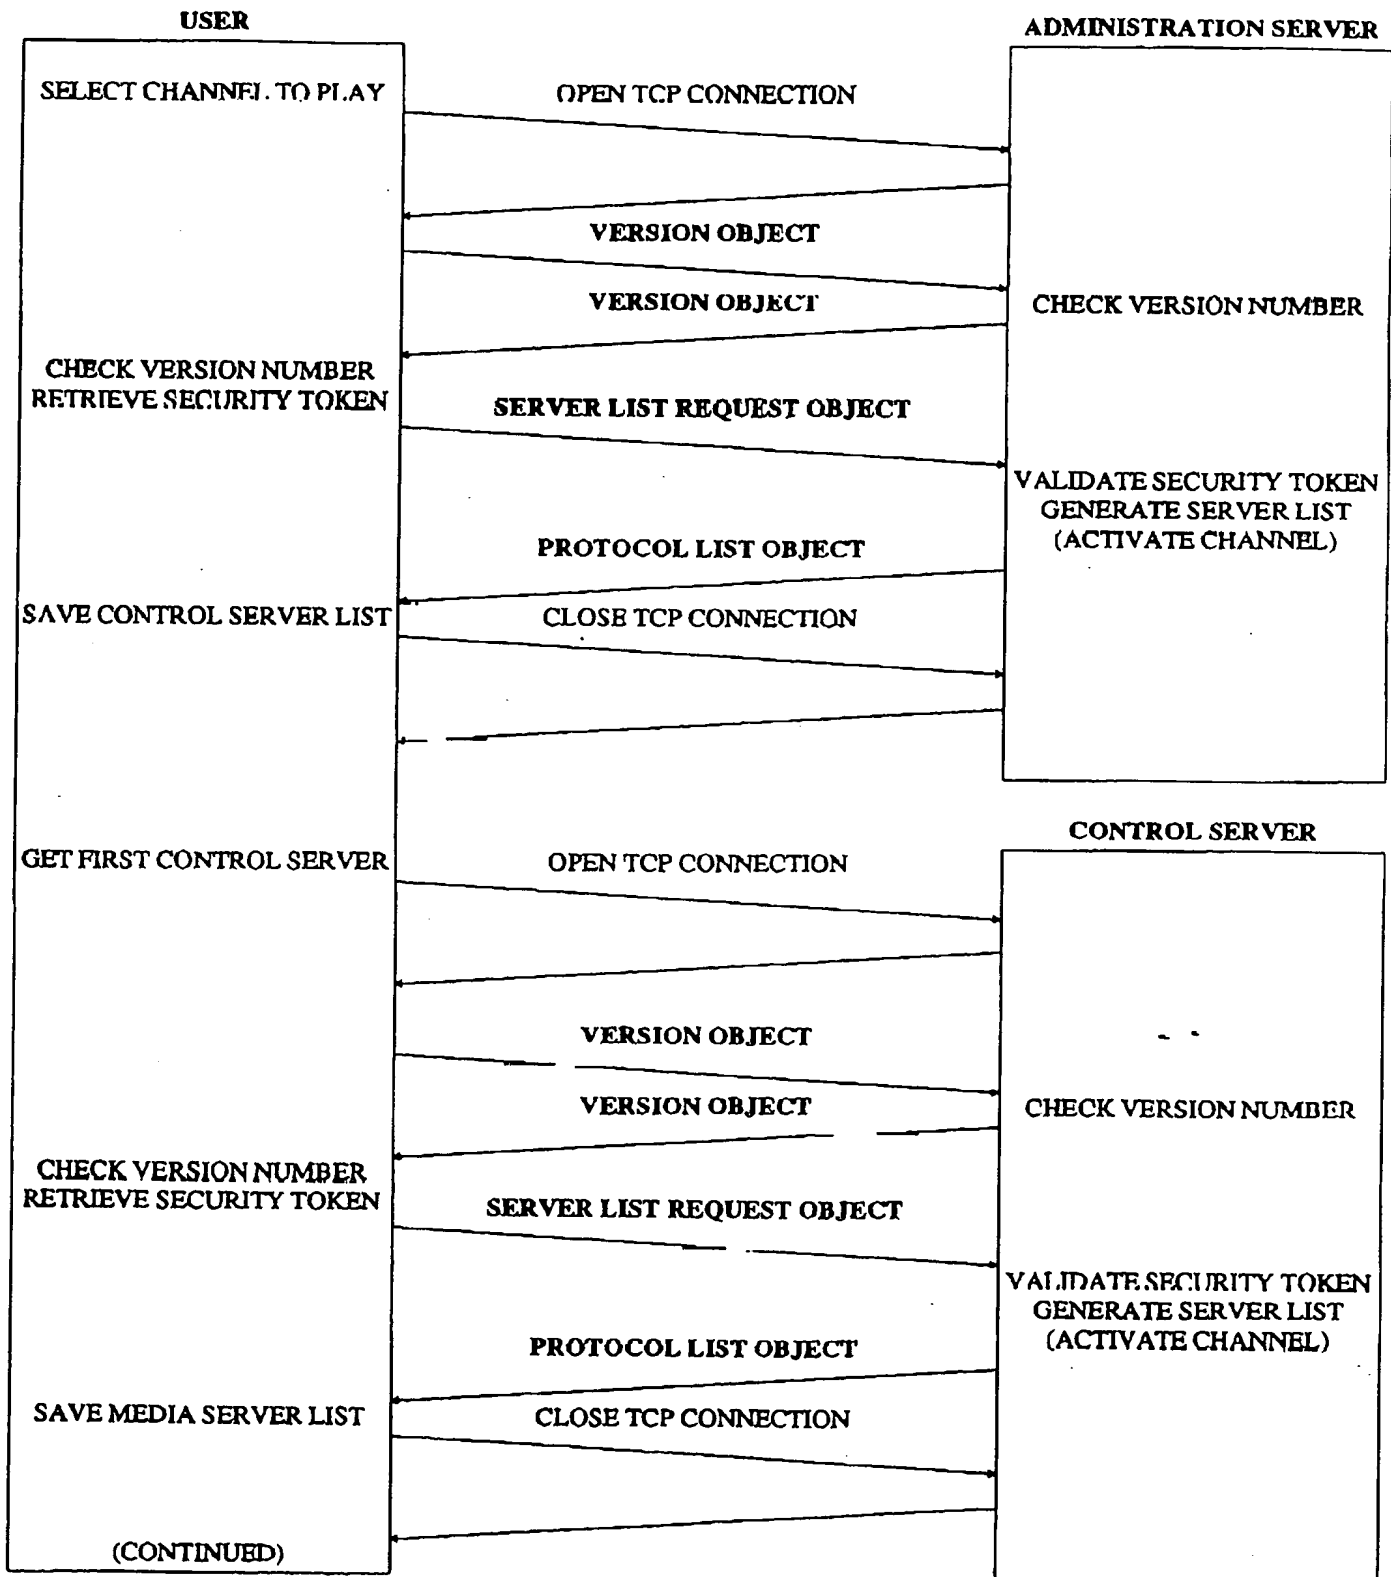 USER
ADMINISTRATION SERVER
SELECT CHANNEL TO PLAY
OPEN TCP CONNECTION
VERSION OBJECT
VERSION OBJECT
CHECK VERSION NUMBER
CHECK VERSION NUMBER
RETRIEVE SECURITY TOKEN
SERVER LIST REQUEST OBJECT
VALIDATE SECURITY TOKEN
GENERATE SERVER LIST
(ACTIVATE CHANNEL)
PROTOCOL LIST OBJECT
SAVE CONTROL SERVER LIST
CLOSE TCP CONNECTION
CONTROL SERVER
GET FIRST CONTROL SERVER
OPEN TCP CONNECTION
VERSION OBJECT
VERSION OBJECT
CHECK VERSION NUMBER
CHECK VERSION NUMBER
RETRIEVE SECURITY TOKEN
SERVER LIST REQUEST OBJECT
VALIDATE SECURITY TOKEN
GENERATE SERVER LIST
(ACTIVATE CHANNEL)
PROTOCOL LIST OBJECT
SAVE MEDIA SERVER LIST
CLOSE TCP CONNECTION
(CONTINUED)